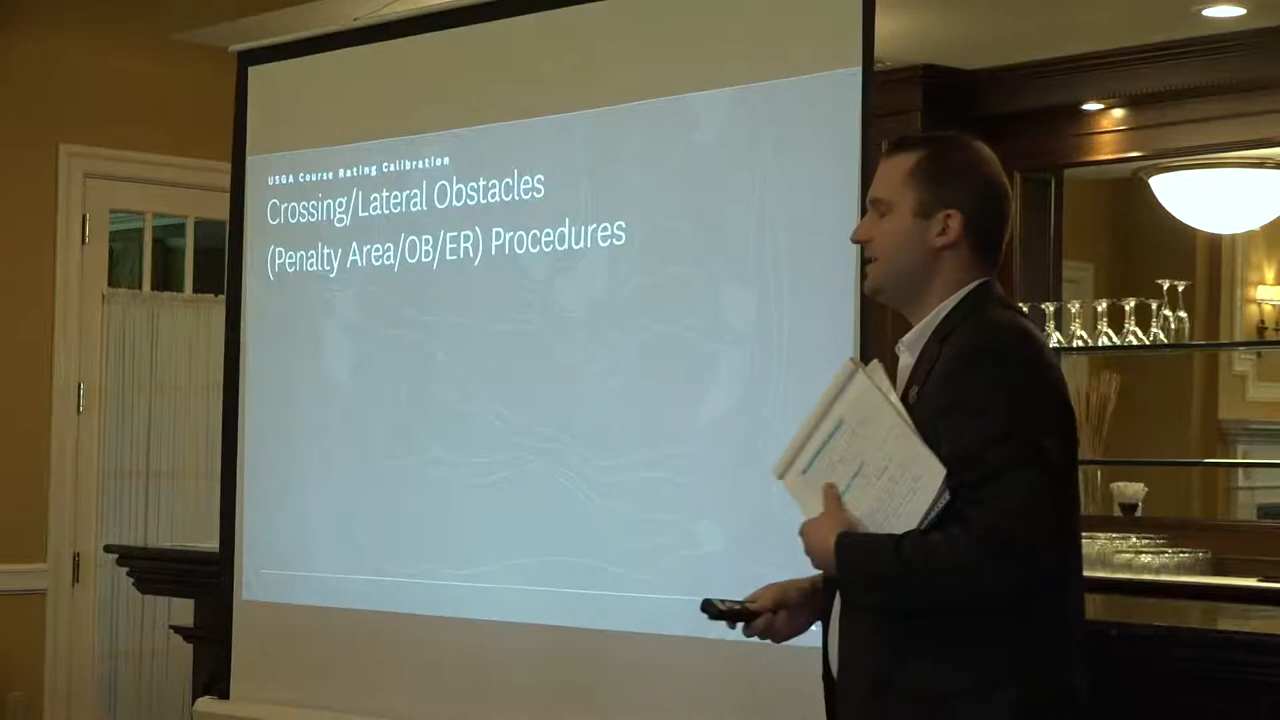 USGA Course Rating Calibration
Crossing/Lateral Obstacles
(Penalty Area/OB/ER) Procedures